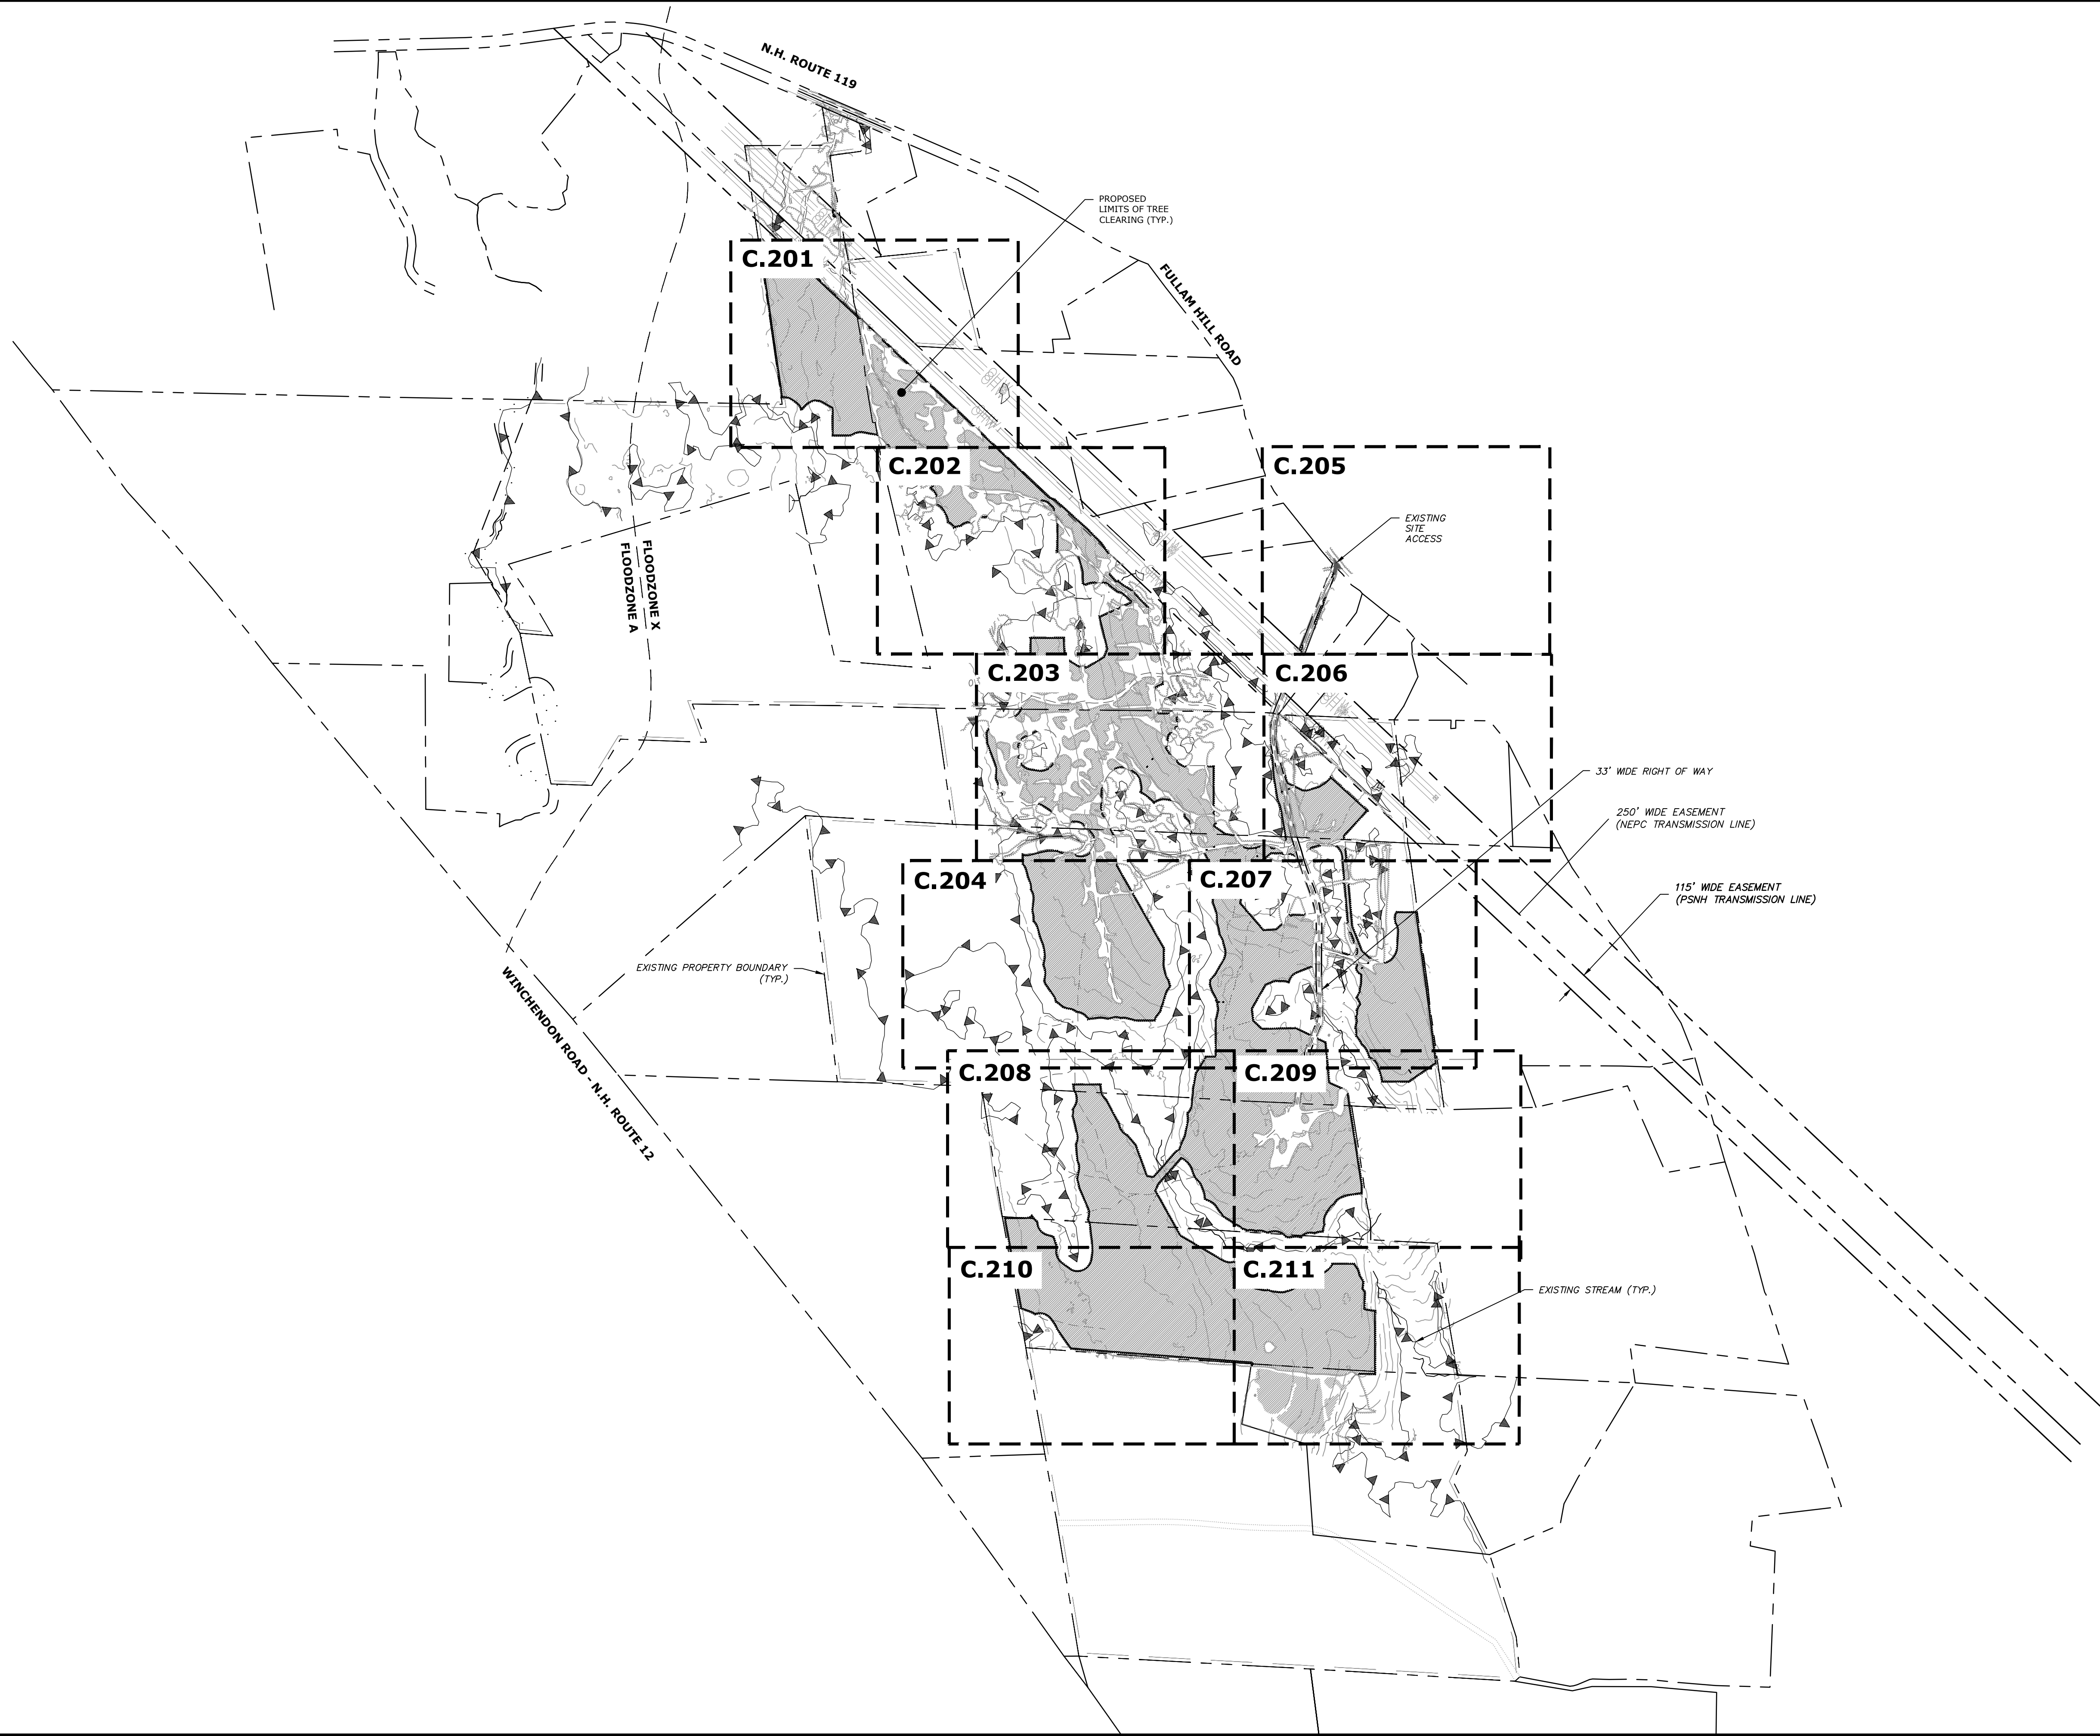 N.H. ROUTE 119
PROPOSED
LIMITS OF TREE
CLEARING (TYP.)
C.201
FULLAM HILL ROAD
OHW
OHW
C.202
C.205
EXISTING
SITE
ACCESS
FLOODZONE X
FLOODZONE A
C.203
C.206
33' WIDE RIGHT OF WAY
250' WIDE EASEMENT
(NEPC TRANSMISSION LINE)
C.204
C.207
115' WIDE EASEMENT
(PSNH TRANSMISSION LINE)
EXISTING PROPERTY BOUNDARY
(TYP.)
WINCHENDON ROAD - N.H. ROUTE 12
C.208
C.209
C.210
C.211
EXISTING STREAM (TYP.)